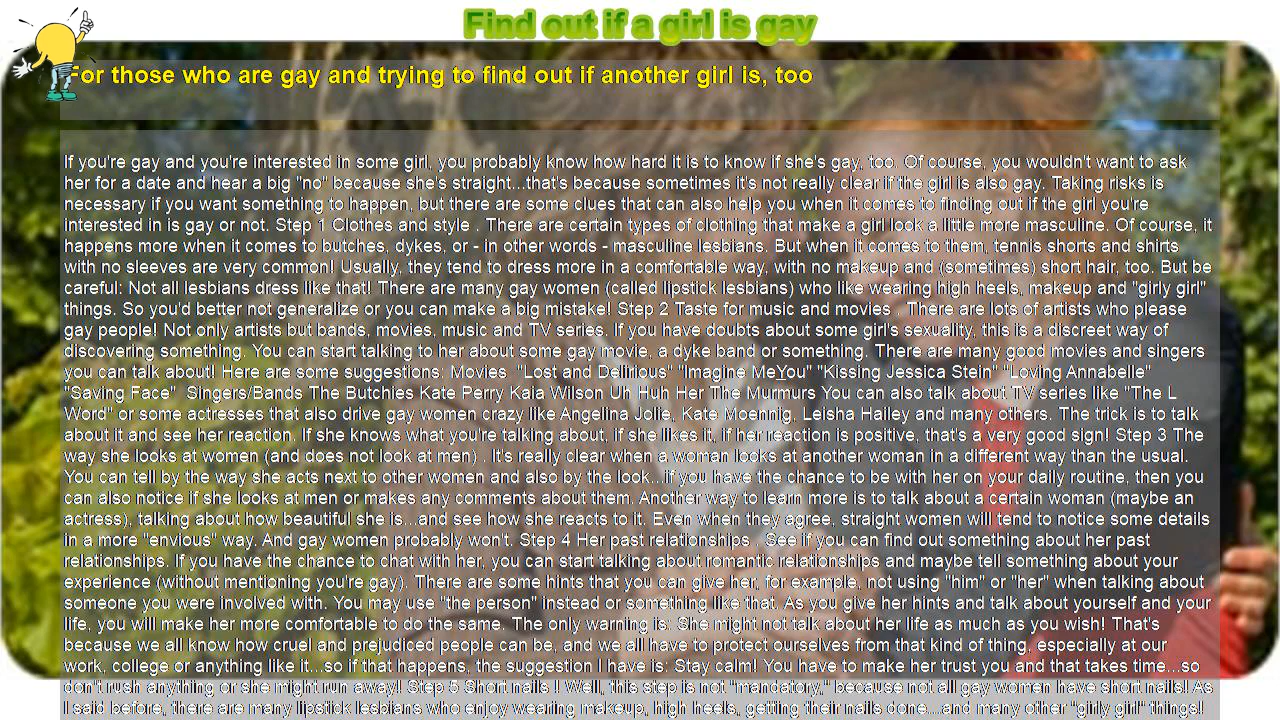 Find out if a girl is gay
For those who are gay and trying to find out if another girl is, too
If you're gay and you're interested in some girl, you probably know how hard it is to know if she's gay, too. Of course, you wouldn't want to ask
her for a date and hear a big "no" because she's straight...that's because sometimes it's not really clear if the girl is also gay. Taking risks is
necessary if you want something to happen, but there are some clues that can also help you when it comes to finding out if the girl you're
interested in is gay or not. Step 1 Clothes and style . There are certain types of clothing that make a girl look a little more masculine. Of course, it
happens more when it comes to butches, dykes, or - in other words - masculine lesbians. But when it comes to them, tennis shorts and shirts
with no sleeves are very common! Usually, they tend to dress more in a comfortable way, with no makeup and (sometimes) short hair, too. But be
careful: Not all lesbians dress like that! There are many gay women (called lipstick lesbians) who like wearing high heels, makeup and "girly girl"
things. So you'd better not generalize or you can make a big mistake! Step 2 Taste for music and movies . There are lots of artists who please
gay people! Not only artists but bands, movies, music and TV series. If you have doubts about some girl's sexuality, this is a discreet way of
discovering something. You can start talking to her about some gay movie, a dyke band or something. There are many good movies and singers
you can talk about! Here are some suggestions: Movies "Lost and Delirious" "Imagine Me_You" "Kissing Jessica Stein" "Loving Annabelle"
"Saving Face" Singers/Bands The Butchies Kate Perry Kaia Wilson Uh Huh Her The Murmurs You can also talk about TV series like "The L
Word" or some actresses that also drive gay women crazy like Angelina Jolie, Kate Moennig, Leisha Hailey and many others. The trick is to talk
about it and see her reaction. If she knows what you're talking about, if she likes it, if her reaction is positive, that's a very good sign! Step 3 The
way she looks at women (and does not look at men) . It's really clear when a woman looks at another woman in a different way than the usual.
You can tell by the way she acts next to other women and also by the look...if you have the chance to be with her on your daily routine, then you
can also notice if she looks at men or makes any comments about them. Another way to learn more is to talk about a certain woman (maybe an
actress), talking about how beautiful she is...and see how she reacts to it. Even when they agree, straight women will tend to notice some details
in a more "envious" way. And gay women probably won't. Step 4 Her past relationships . See if you can find out something about her past
relationships. If you have the chance to chat with her, you can start talking about romantic relationships and maybe tell something about your
experience (without mentioning you're gay). There are some hints that you can give her, for example, not using "him" or "her" when talking about
someone you were involved with. You may use "the person" instead or something like that. As you give her hints and talk about yourself and your
life, you will make her more comfortable to do the same. The only warning is: She might not talk about her life as much as you wish! That's
because we all know how cruel and prejudiced people can be, and we all have to protect ourselves from that kind of thing, especially at our
work, college or anything like it...so if that happens, the suggestion I have is: Stay calm! You have to make her trust you and that takes time...so
don't rush anything or she might run away! Step 5 Short nails ! Well, this step is not "mandatory," because not all gay women have short nails! As
I said before, there are many lipstick lesbians who enjoy wearing makeup, high heels, getting their nails done....and many other "girly girl" things!